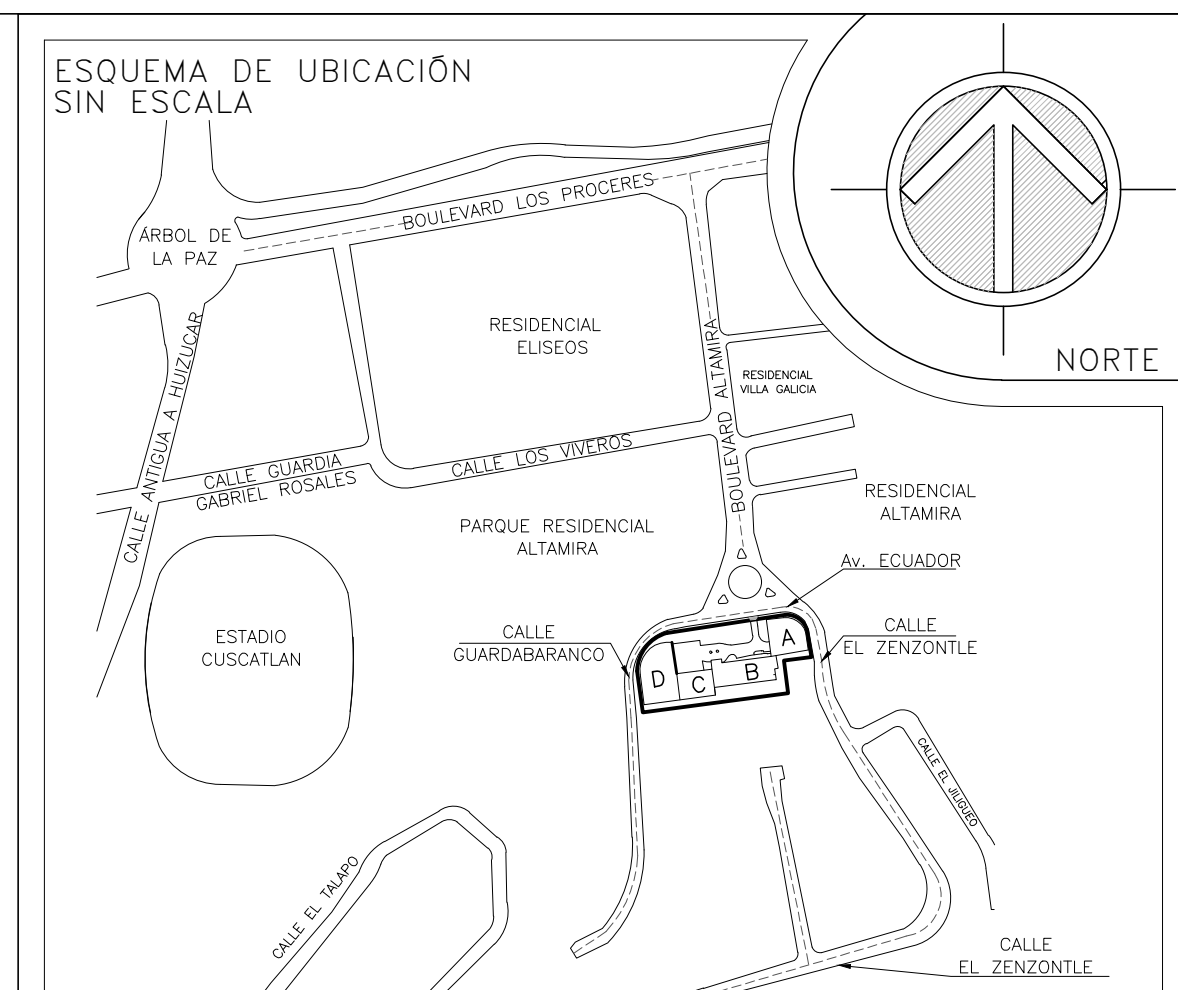 ESQUEMA DE UBICACIÓN
SIN ESCALA
NORTE
ÁRBOL DE
LA PAZ
BOULEVARD LOS PROCERES
RESIDENCIAL
ELISEOS
BOULEVARD ALTAMIRA
RESIDENCIAL
VILLA GALICIA
CALLE ANTIGUA A HUIZUCAR
CALLE GUARDIA
GABRIEL ROSALES
CALLE LOS VIVEROS
BOULEVARD ALTAMIRA
RESIDENCIAL
ALTAMIRA
PARQUE RESIDENCIAL
ALTAMIRA
Av. ECUADOR
ESTADIO
CUSCATLAN
CALLE
GUARDABARANCO
CALLE
EL ZENZONTLE
A
B
C
D
CALLE EL JILIGUEO
CALLE EL TALAPO
CALLE
EL ZENZONTLE